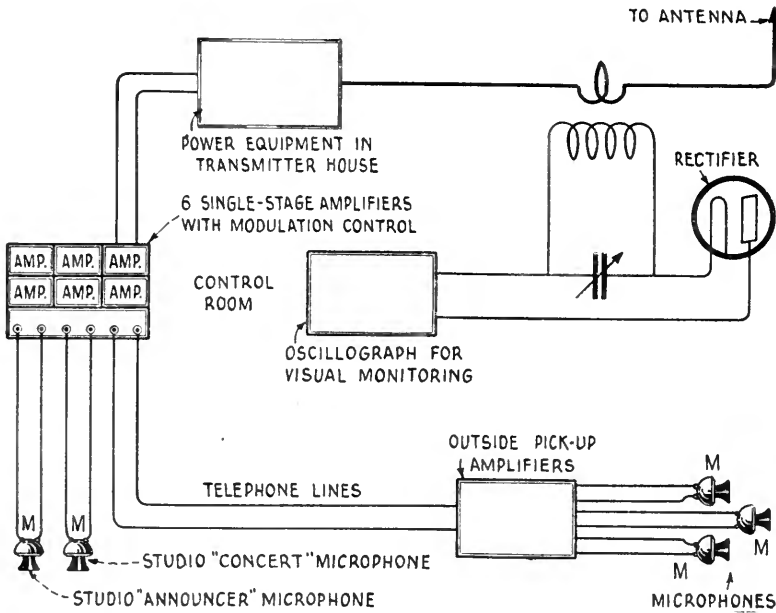 TO ANTENNA
POWER EQUIPMENT IN
TRANSMITTER HOUSE
RECTIFIER
6 SINGLE-STAGE AMPLIFIERS
WITH MODULATION CONTROL
AMP. AMP. AMP.
AMP. AMP. AMP.
CONTROL
ROOM
OSCILLOGRAPH FOR
VISUAL MONITORING
OUTSIDE PICK-UP
AMPLIFIERS
TELEPHONE LINES
M
M
M
M
M
STUDIO "CONCERT" MICROPHONE
STUDIO "ANNOUNCER" MICROPHONE
MICROPHONES